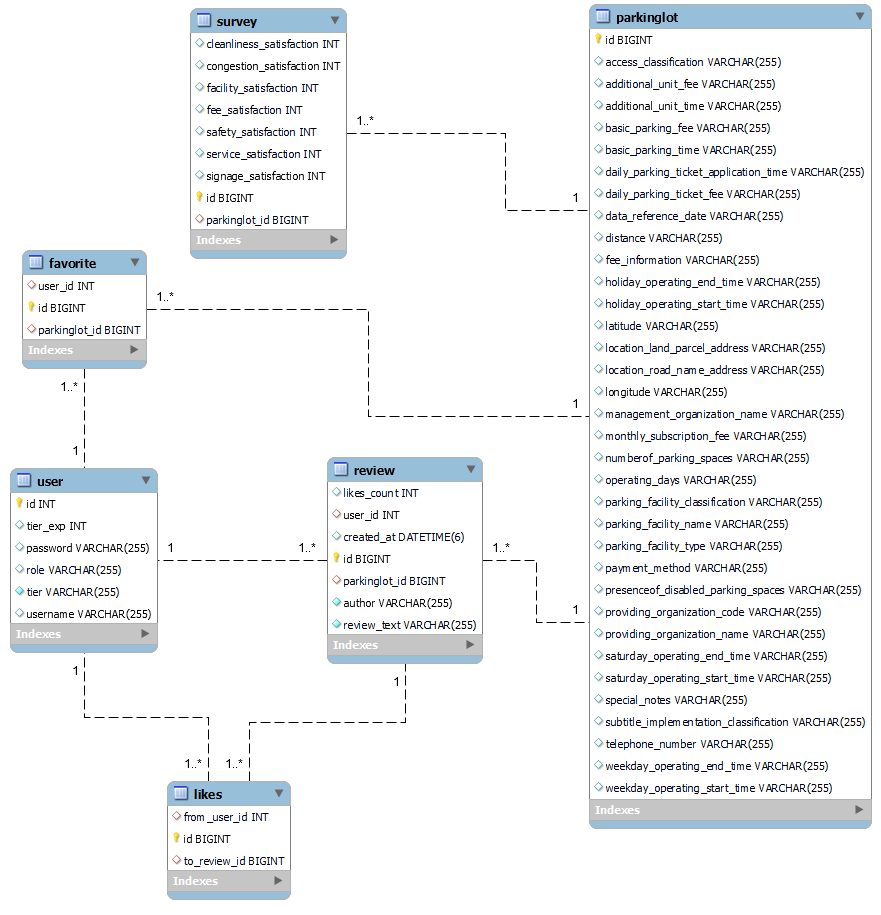 survey
cleanliness_satisfaction INT
congestion_satisfaction INT
facility_satisfaction INT
fee_satisfaction INT
safety_satisfaction INT
service_satisfaction INT
signage_satisfaction INT
id BIGINT
parkinglot_id BIGINT
Indexes
1..*
1
favorite
user_id INT
id BIGINT
parkinglot_id BIGINT
Indexes
1..*
1
1..*
1
user
id INT
tier_exp INT
password VARCHAR(255)
role VARCHAR(255)
tier VARCHAR(255)
username VARCHAR(255)
Indexes
1
1..*
1
1..*
review
likes_count INT
user_id INT
created_at DATETIME(6)
id BIGINT
parkinglot_id BIGINT
author VARCHAR(255)
review_text VARCHAR(255)
Indexes
1..*
1
1
1..*
likes
from_user_id INT
id BIGINT
to_review_id BIGINT
Indexes
parkinglot
id BIGINT
access_classification VARCHAR(255)
additional_unit_fee VARCHAR(255)
additional_unit_time VARCHAR(255)
basic_parking_fee VARCHAR(255)
basic_parking_time VARCHAR(255)
daily_parking_ticket_application_time VARCHAR(255)
daily_parking_ticket_fee VARCHAR(255)
data_reference_date VARCHAR(255)
distance VARCHAR(255)
fee_information VARCHAR(255)
holiday_operating_end_time VARCHAR(255)
holiday_operating_start_time VARCHAR(255)
latitude VARCHAR(255)
location_land_parcel_address VARCHAR(255)
location_road_name_address VARCHAR(255)
longitude VARCHAR(255)
management_organization_name VARCHAR(255)
monthly_subscription_fee VARCHAR(255)
numberof_parking_spaces VARCHAR(255)
operating_days VARCHAR(255)
parking_facility_classification VARCHAR(255)
parking_facility_name VARCHAR(255)
parking_facility_type VARCHAR(255)
payment_method VARCHAR(255)
presenceof_disabled_parking_spaces VARCHAR(255)
providing_organization_code VARCHAR(255)
providing_organization_name VARCHAR(255)
saturday_operating_end_time VARCHAR(255)
saturday_operating_start_time VARCHAR(255)
special_notes VARCHAR(255)
subtitle_implementation_classification VARCHAR(255)
telephone_number VARCHAR(255)
weekday_operating_end_time VARCHAR(255)
weekday_operating_start_time VARCHAR(255)
Indexes